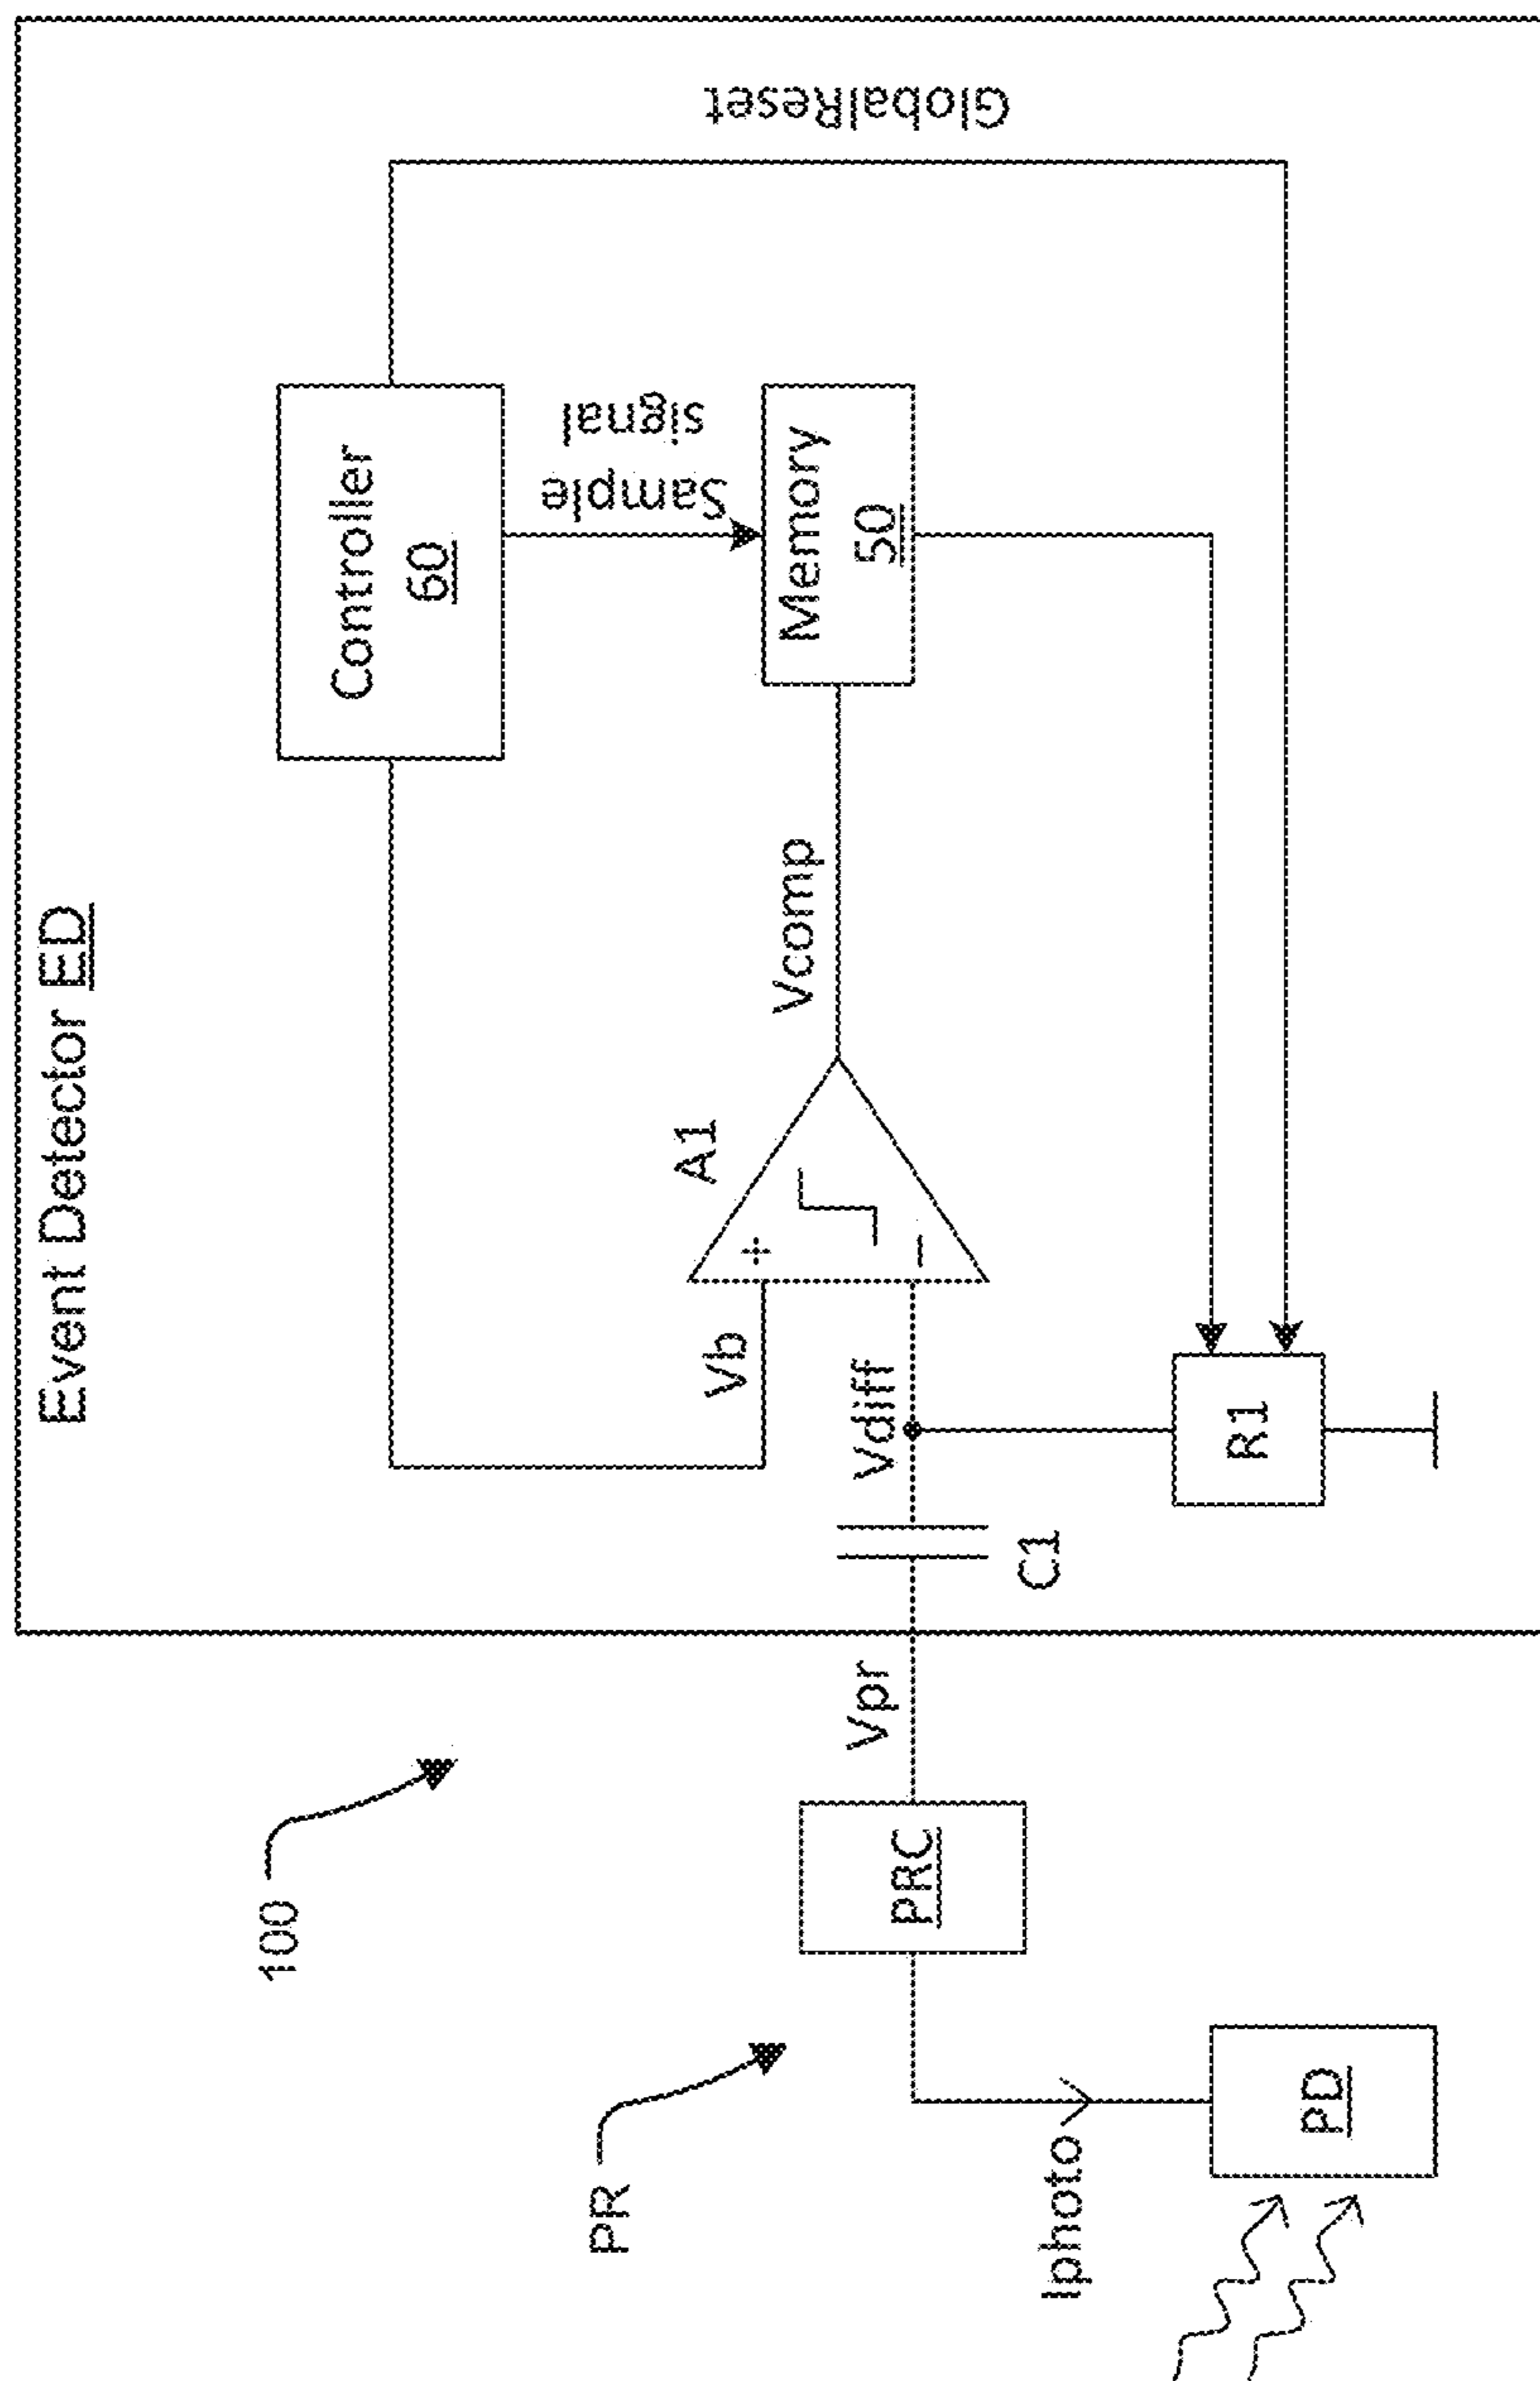 Event Detector ED
Controller
60
GlobalReset
Sample
signal
Memory
50
A1
Vcomp
Vb
+
−
Vdiff
C1
R1
100
PR
Vpr
PRC
Iphoto
PD